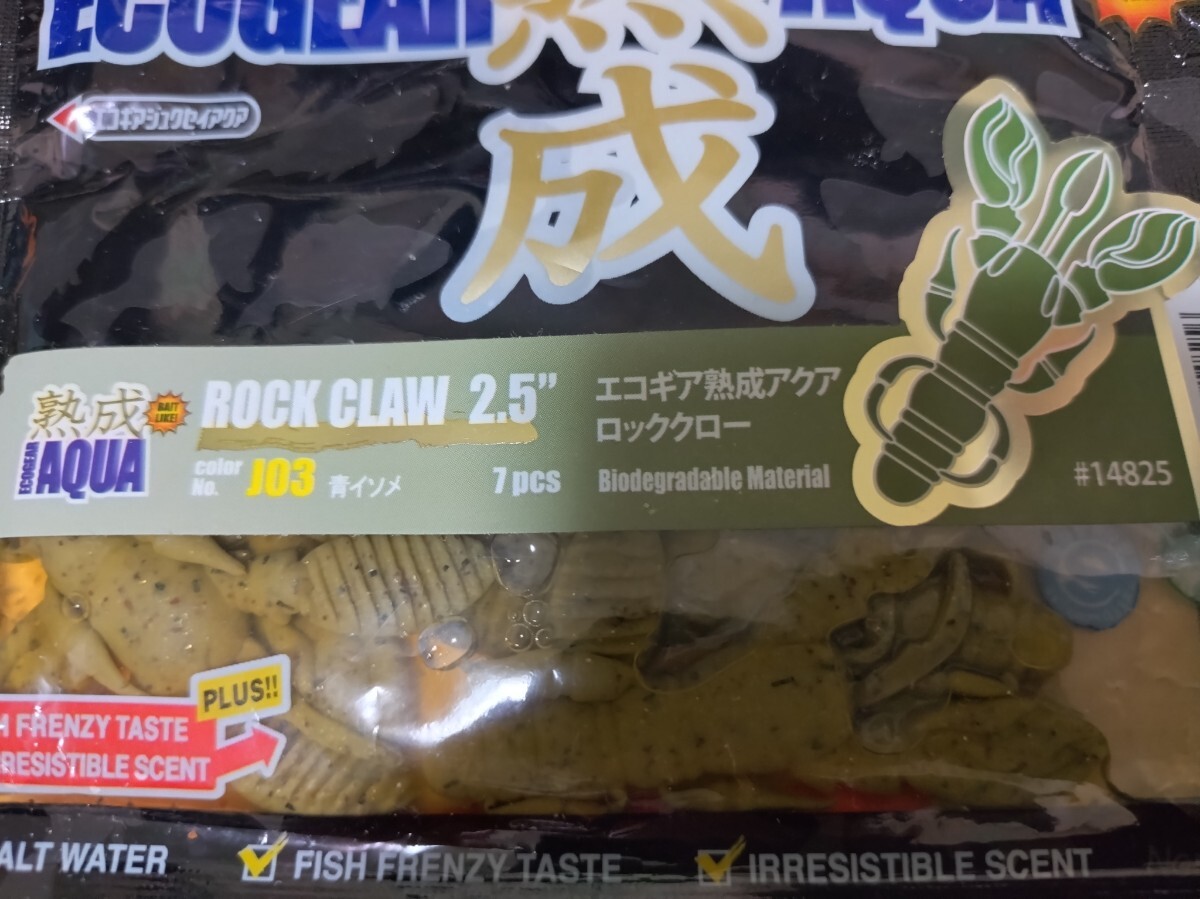 ECOGEAR 熟成 AQUA
ギアジュクセイアクア
熟成 BAIT LIKE!
ECOGEAR AQUA
ROCK CLAW 2.5”
color No. J03 青イソメ 7 pcs
エコギア熟成アクア
ロッククロー
Biodegradable Material
#14825
PLUS!!
H FRENZY TASTE
RESISTIBLE SCENT
ALT WATER FISH FRENZY TASTE IRRESISTIBLE SCENT